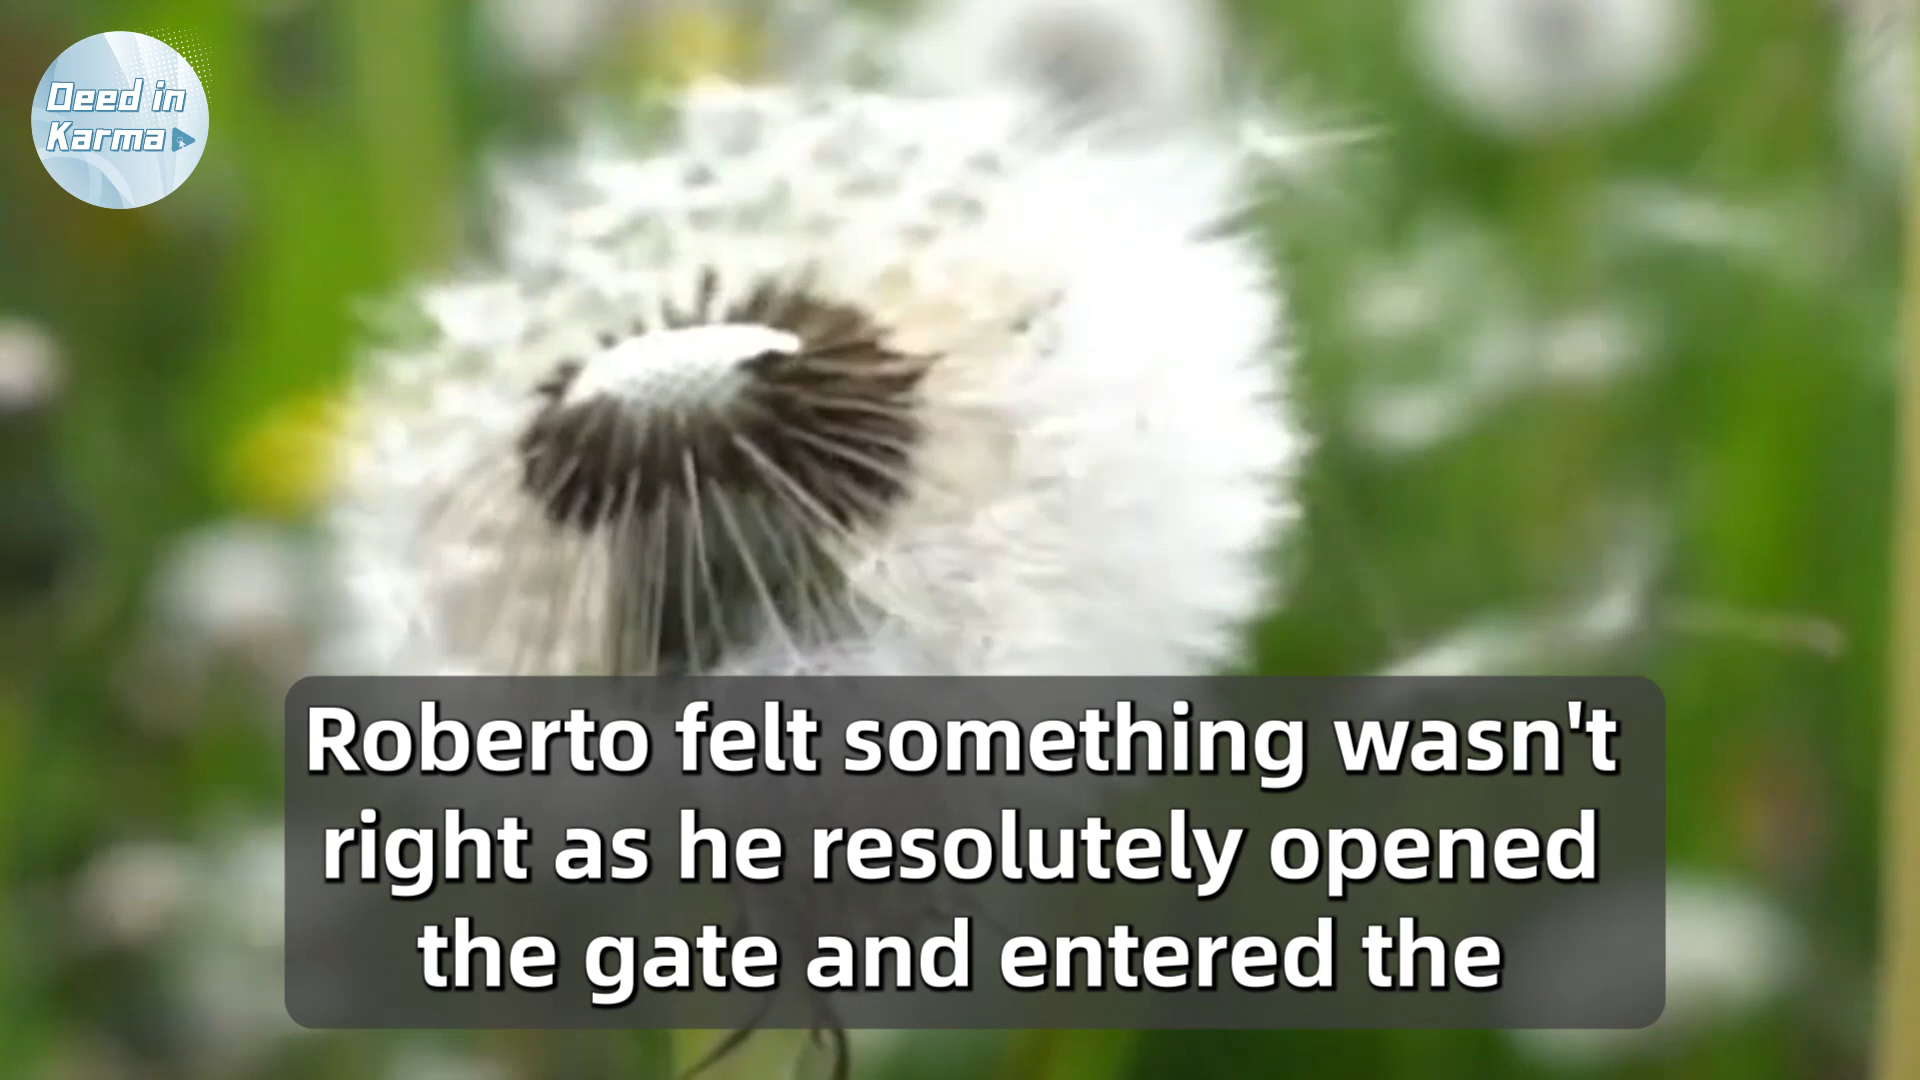 Deed in
Karma
Roberto felt something wasn't
right as he resolutely opened
the gate and entered the